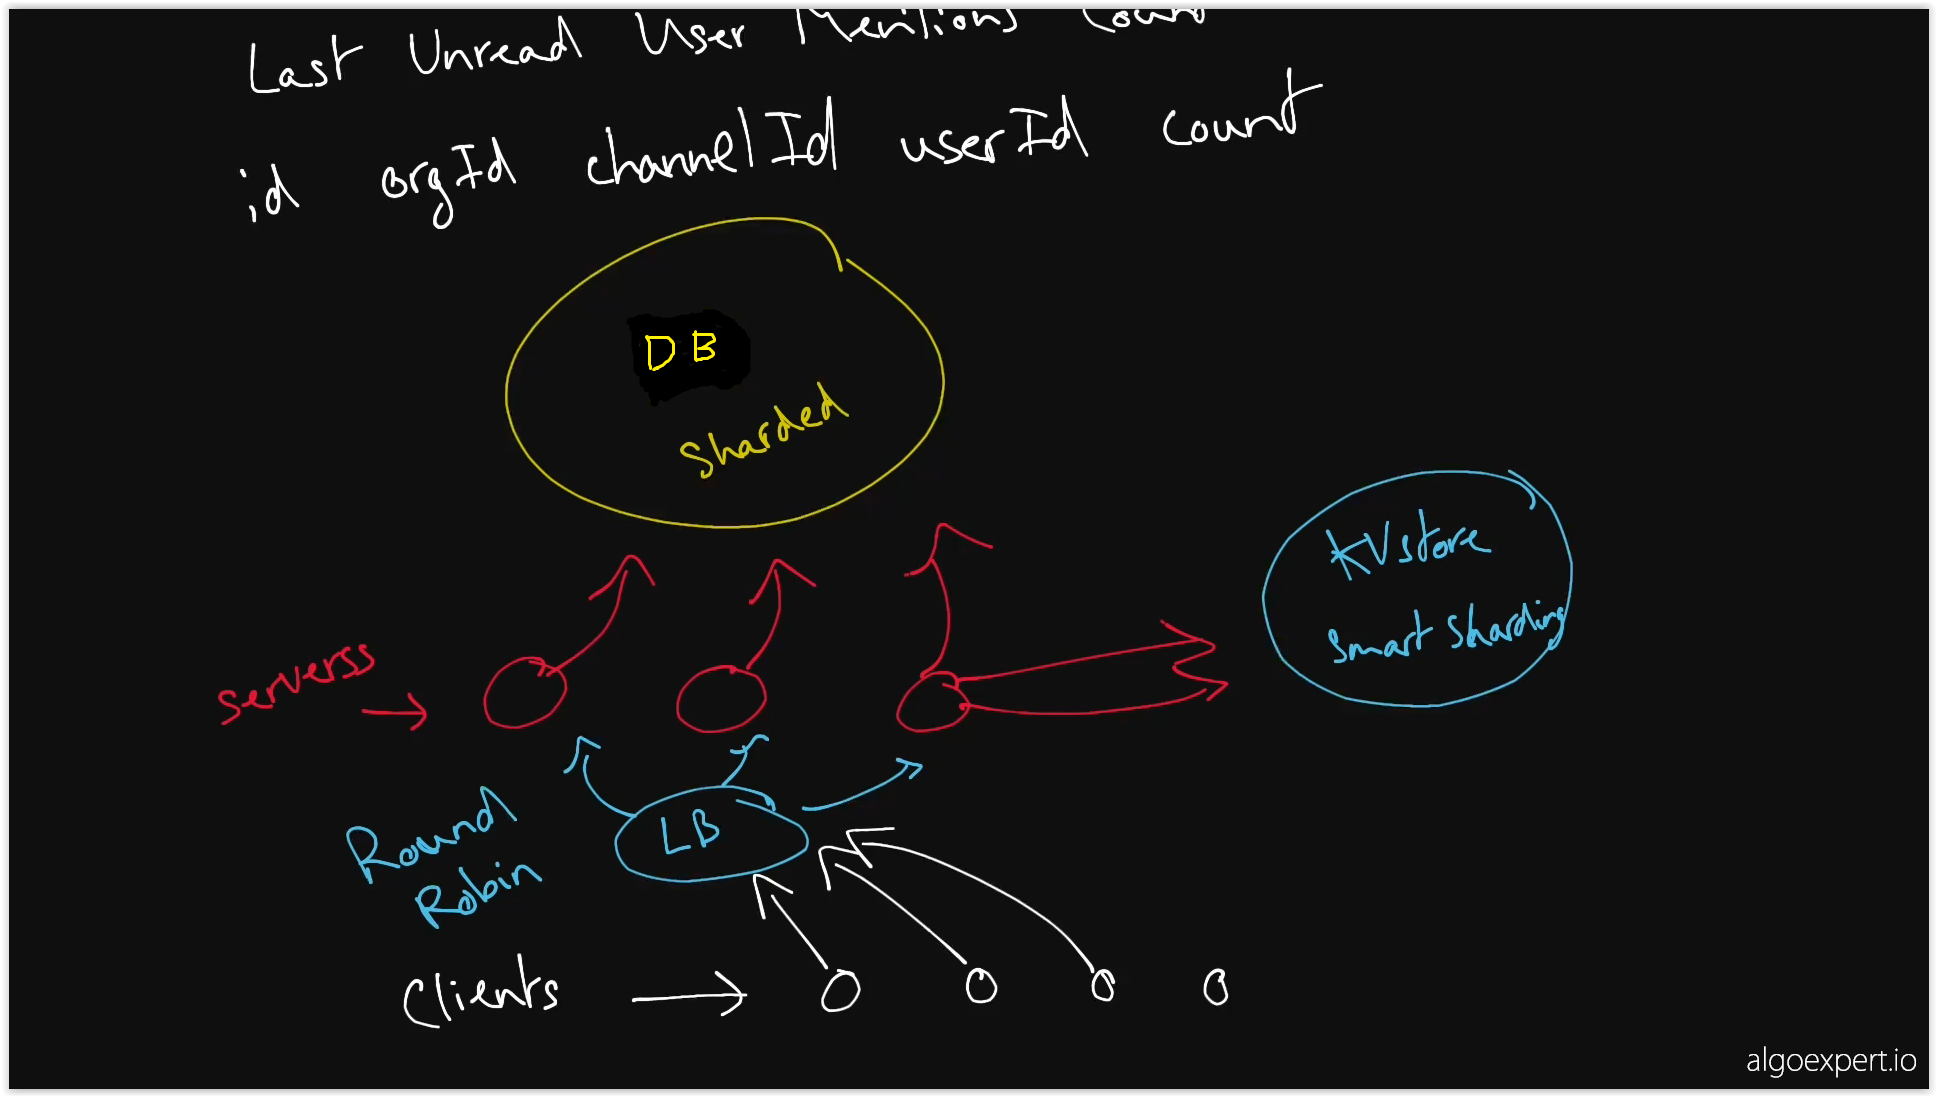 Last Unread User Mentions Count
id orgId channelId userId count
DB
Sharded
KVstore
Smart Sharding
serverss
Round
Robin
LB
Clients
algoexpert.io